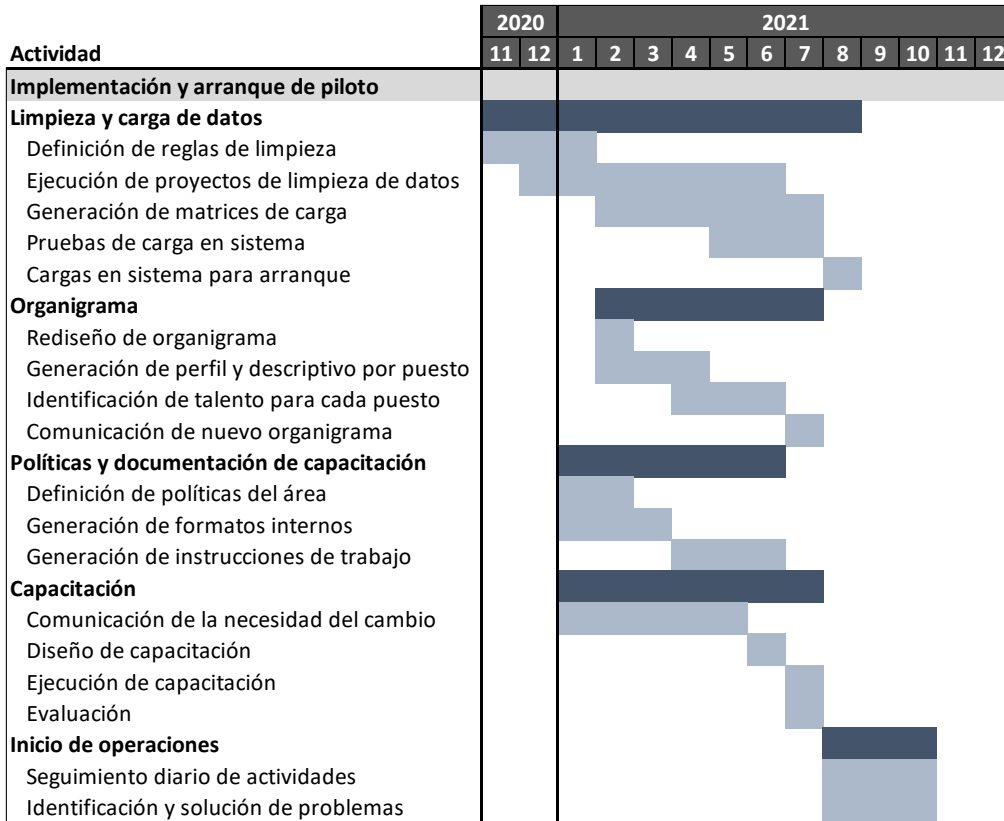 2020 2021
Actividad 11 12 1 2 3 4 5 6 7 8 9 10 11 12
Implementación y arranque de piloto
Limpieza y carga de datos
Definición de reglas de limpieza
Ejecución de proyectos de limpieza de datos
Generación de matrices de carga
Pruebas de carga en sistema
Cargas en sistema para arranque
Organigrama
Rediseño de organigrama
Generación de perfil y descriptivo por puesto
Identificación de talento para cada puesto
Comunicación de nuevo organigrama
Políticas y documentación de capacitación
Definición de políticas del área
Generación de formatos internos
Generación de instrucciones de trabajo
Capacitación
Comunicación de la necesidad del cambio
Diseño de capacitación
Ejecución de capacitación
Evaluación
Inicio de operaciones
Seguimiento diario de actividades
Identificación y solución de problemas